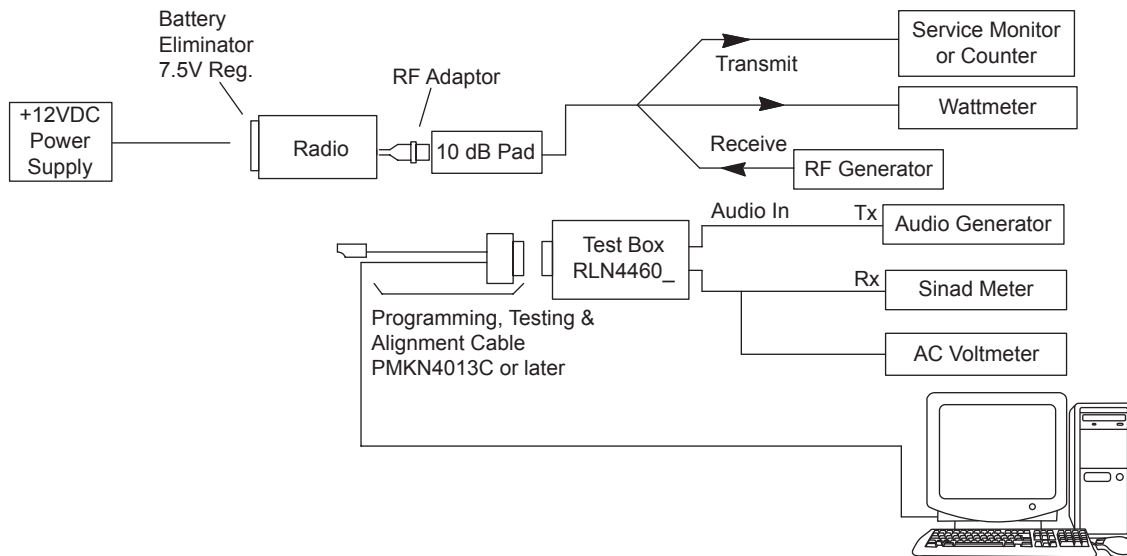 Battery
Eliminator
7.5V Reg.
RF Adaptor
+12VDC
Power
Supply
Radio
10 dB Pad
Transmit
Service Monitor
or Counter
Wattmeter
Receive
RF Generator
Audio In
Tx
Audio Generator
Test Box
RLN4460_
Rx
Sinad Meter
AC Voltmeter
Programming, Testing &
Alignment Cable
PMKN4013C or later